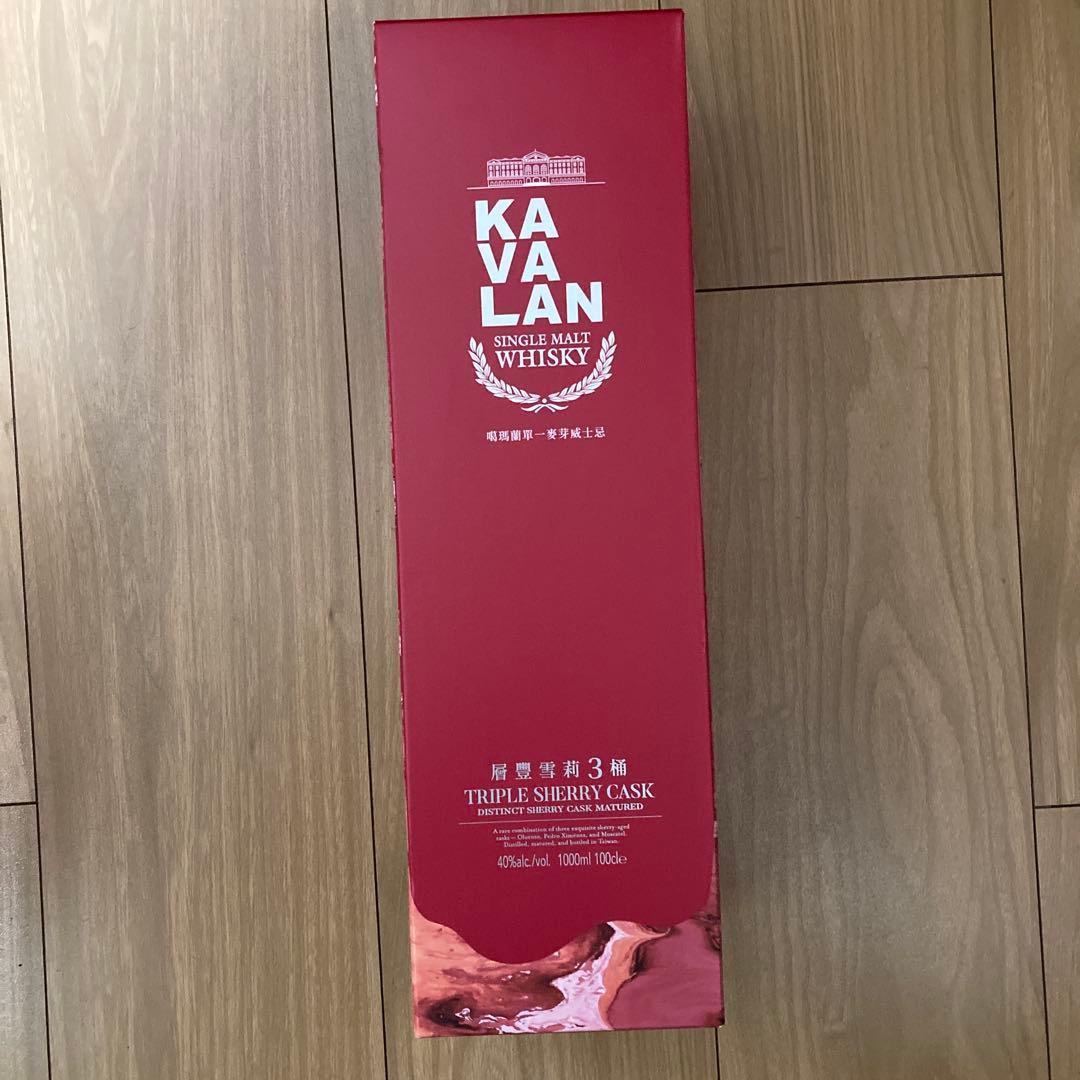 KA
VA
LAN
SINGLE MALT
WHISKY
噶瑪蘭單一麥芽威士忌
層豐雪莉3桶
TRIPLE SHERRY CASK
DISTINCT SHERRY CASK MATURED
A rare combination of three exquisite sherry-aged
casks— Oloroso, Pedro Ximénez, and Moscatel.
Distilled, matured, and bottled in Taiwan.
40%alc./vol. 1000ml 100cl℮